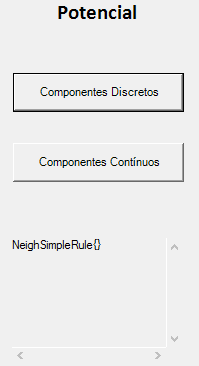 Potencial
Componentes Discretos
Componentes Contínuos
NeighSimpleRule{}